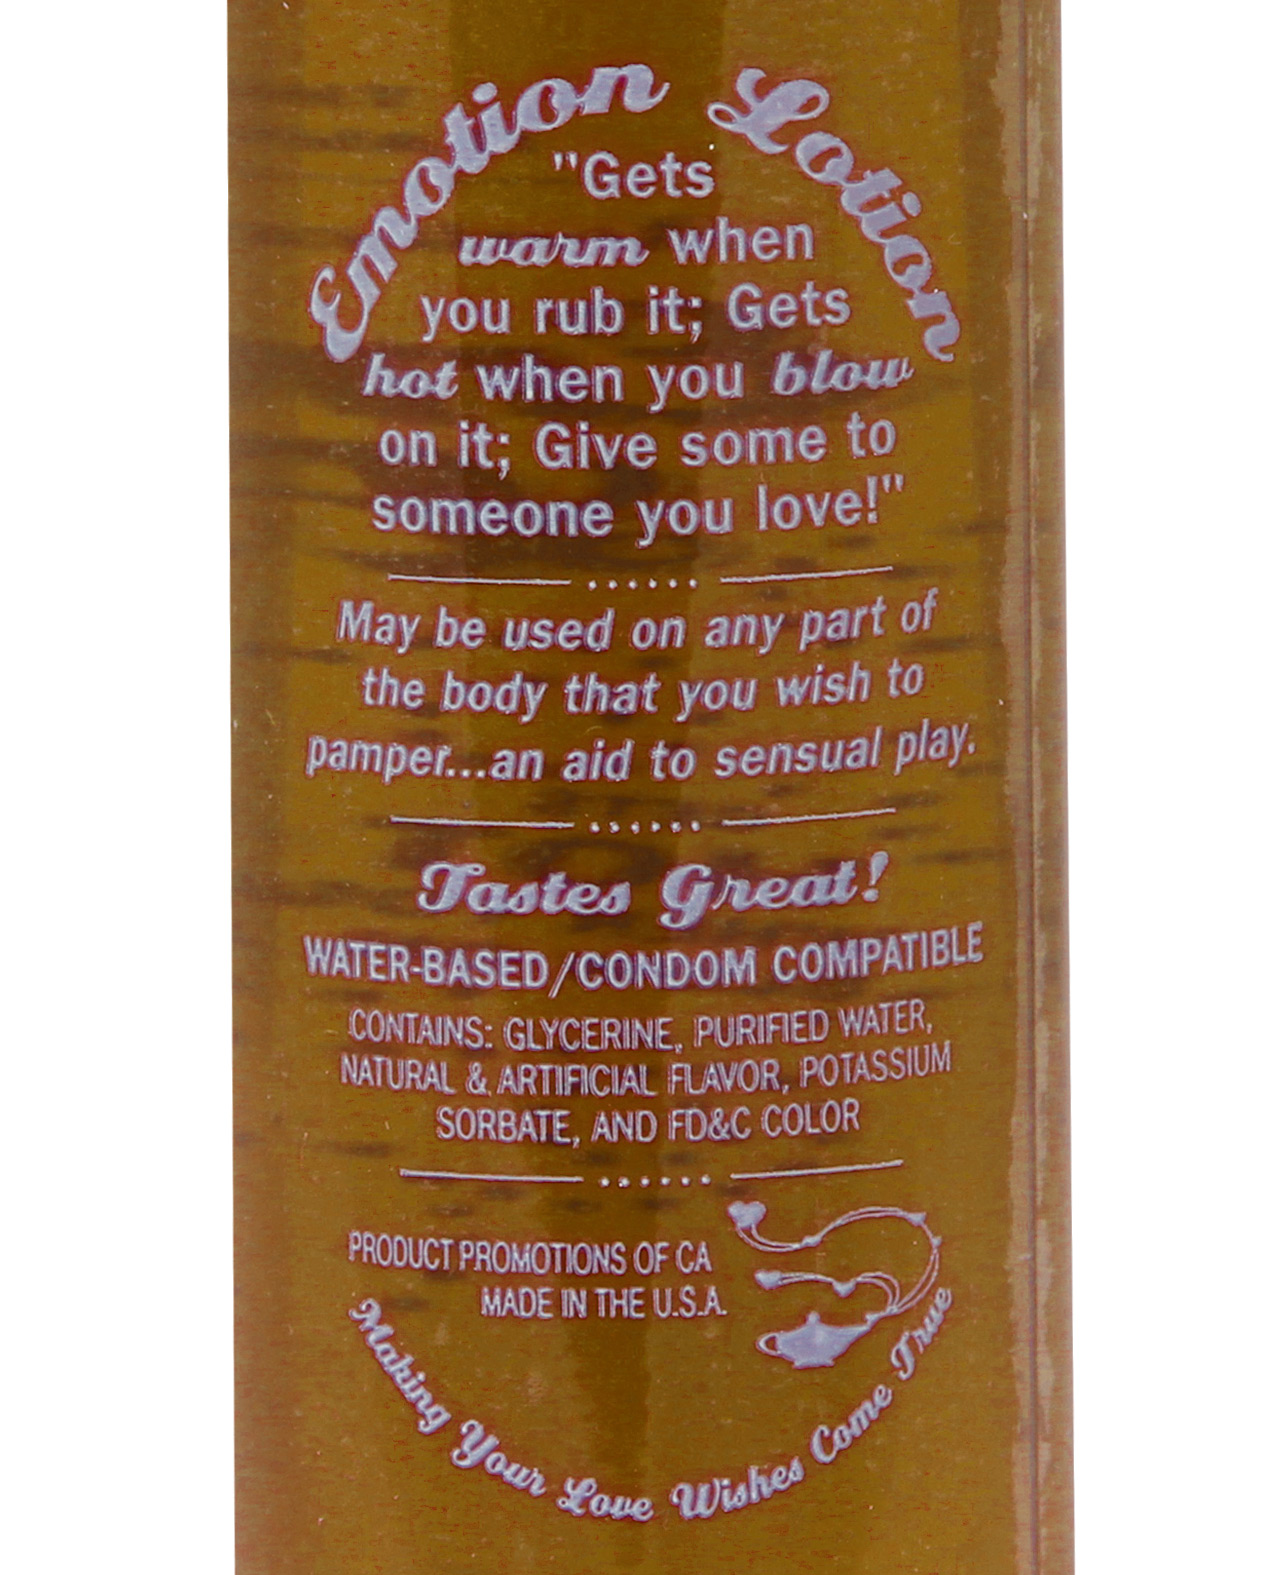 Emotion Lotion
"Gets
warm when
you rub it; Gets
hot when you blow
on it; Give some to
someone you love!"
May be used on any part of
the body that you wish to
pamper...an aid to sensual play.
Tastes Great!
WATER-BASED/CONDOM COMPATIBLE
CONTAINS: GLYCERINE, PURIFIED WATER,
NATURAL & ARTIFICIAL FLAVOR, POTASSIUM
SORBATE, AND FD&C COLOR
PRODUCT PROMOTIONS OF CA
MADE IN THE U.S.A.
Making Your Love Wishes Come True